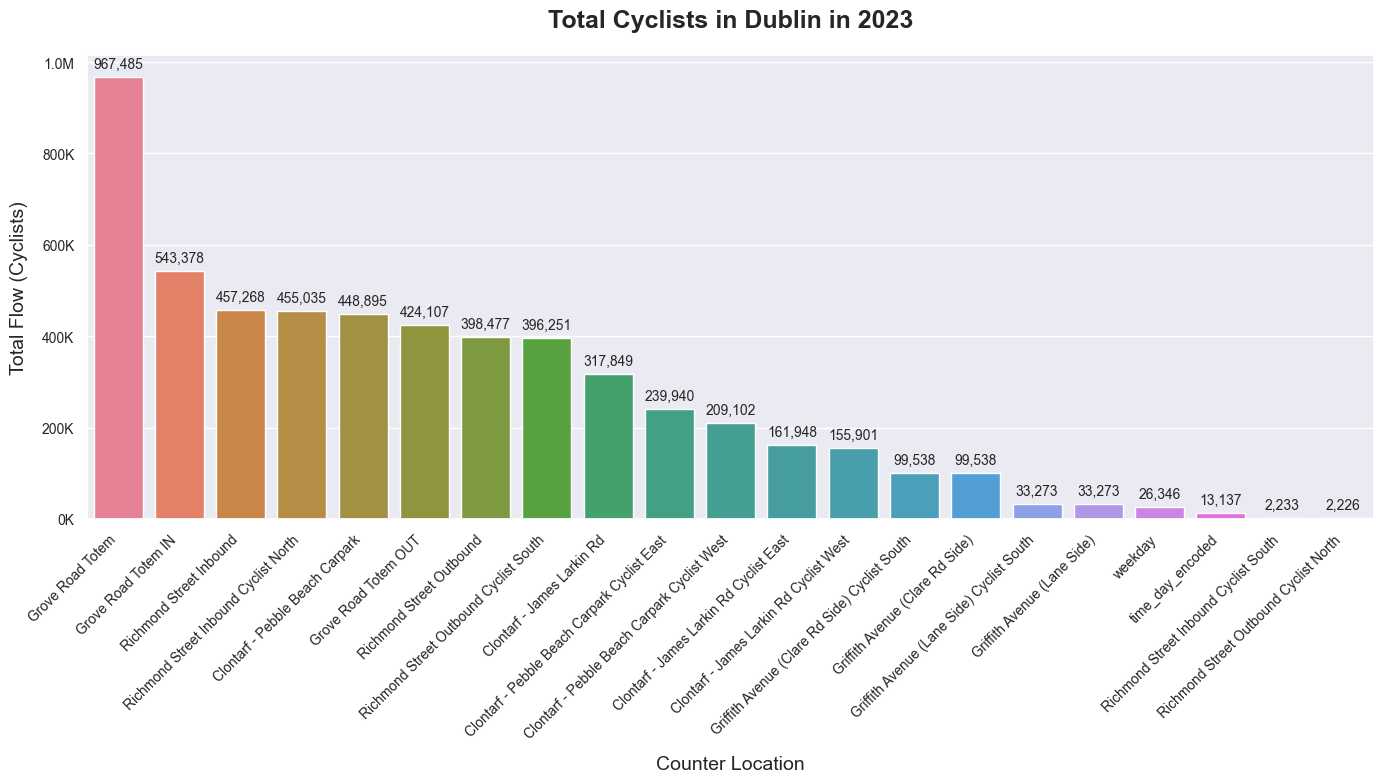 Total Cyclists in Dublin in 2023
Total Flow (Cyclists)
1.0M
800K
600K
400K
200K
0K
967,485
543,378
457,268
455,035
448,895
424,107
398,477
396,251
317,849
239,940
209,102
161,948
155,901
99,538
99,538
33,273
33,273
26,346
13,137
2,233
2,226
Grove Road Totem
Grove Road Totem IN
Richmond Street Inbound
Richmond Street Inbound Cyclist North
Clontarf - Pebble Beach Carpark
Grove Road Totem OUT
Richmond Street Outbound
Richmond Street Outbound Cyclist South
Clontarf - James Larkin Rd
Clontarf - Pebble Beach Carpark Cyclist East
Clontarf - Pebble Beach Carpark Cyclist West
Clontarf - James Larkin Rd Cyclist East
Clontarf - James Larkin Rd Cyclist West
Griffith Avenue (Clare Rd Side) Cyclist South
Griffith Avenue (Clare Rd Side)
Griffith Avenue (Lane Side) Cyclist South
Griffith Avenue (Lane Side)
weekday
time_day_encoded
Richmond Street Inbound Cyclist South
Richmond Street Outbound Cyclist North
Counter Location